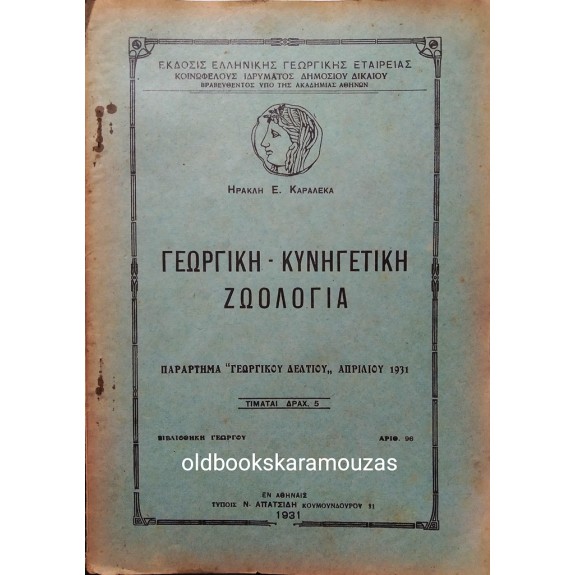 ΕΚΔΟΣΙΣ ΕΛΛΗΝΙΚΗΣ ΓΕΩΡΓΙΚΗΣ ΕΤΑΙΡΕΙΑΣ
ΚΟΙΝΩΦΕΛΟΥΣ ΙΔΡΥΜΑΤΟΣ ΔΗΜΟΣΙΟΥ ΔΙΚΑΙΟΥ
ΒΡΑΒΕΥΘΕΝΤΟΣ ΥΠΟ ΤΗΣ ΑΚΑΔΗΜΙΑΣ ΑΘΗΝΩΝ
ΗΡΑΚΛΗ Ε. ΚΑΡΑΛΕΚΑ
ΓΕΩΡΓΙΚΗ - ΚΥΝΗΓΕΤΙΚΗ
ΖΩΟΛΟΓΙΑ
ΠΑΡΑΡΤΗΜΑ "ΓΕΩΡΓΙΚΟΥ ΔΕΛΤΙΟΥ„ ΑΠΡΙΛΙΟΥ 1931
ΤΙΜΑΤΑΙ ΔΡΑΧ. 5
ΒΙΒΛΙΟΘΗΚΗ ΓΕΩΡΓΟΥ ΑΡΙΘ. 96
oldbookskaramouzas
ΕΝ ΑΘΗΝΑΙΣ
ΤΥΠΟΙΣ Ν. ΑΠΑΤΣΙΔΗ ΚΟΥΜΟΥΝΔΟΥΡΟΥ 11
1931